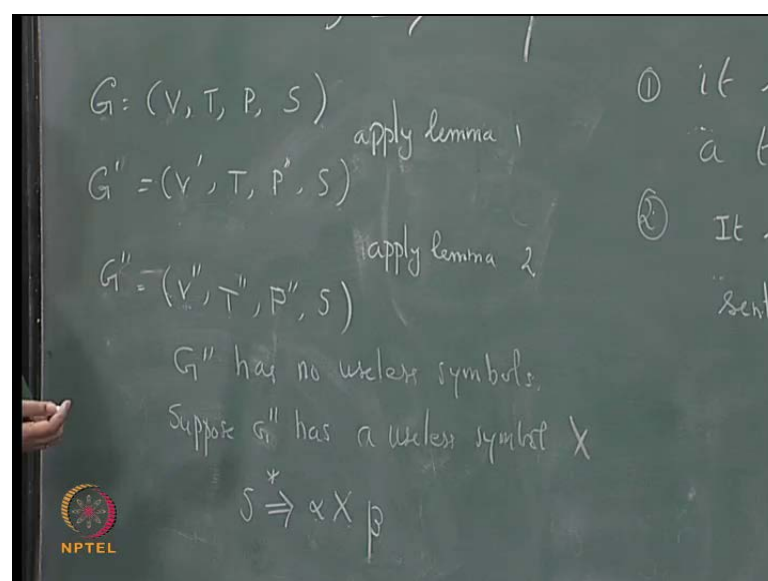 G = (V, T, P, S)
apply lemma 1
G'' = (V', T, P', S)
apply lemma 2
G'' = (V'', T'', P'', S)
G'' has no useless symbols.
Suppose G'' has a useless symbol X
S *⇒ αXβ
① it
a t
② It
sent
NPTEL